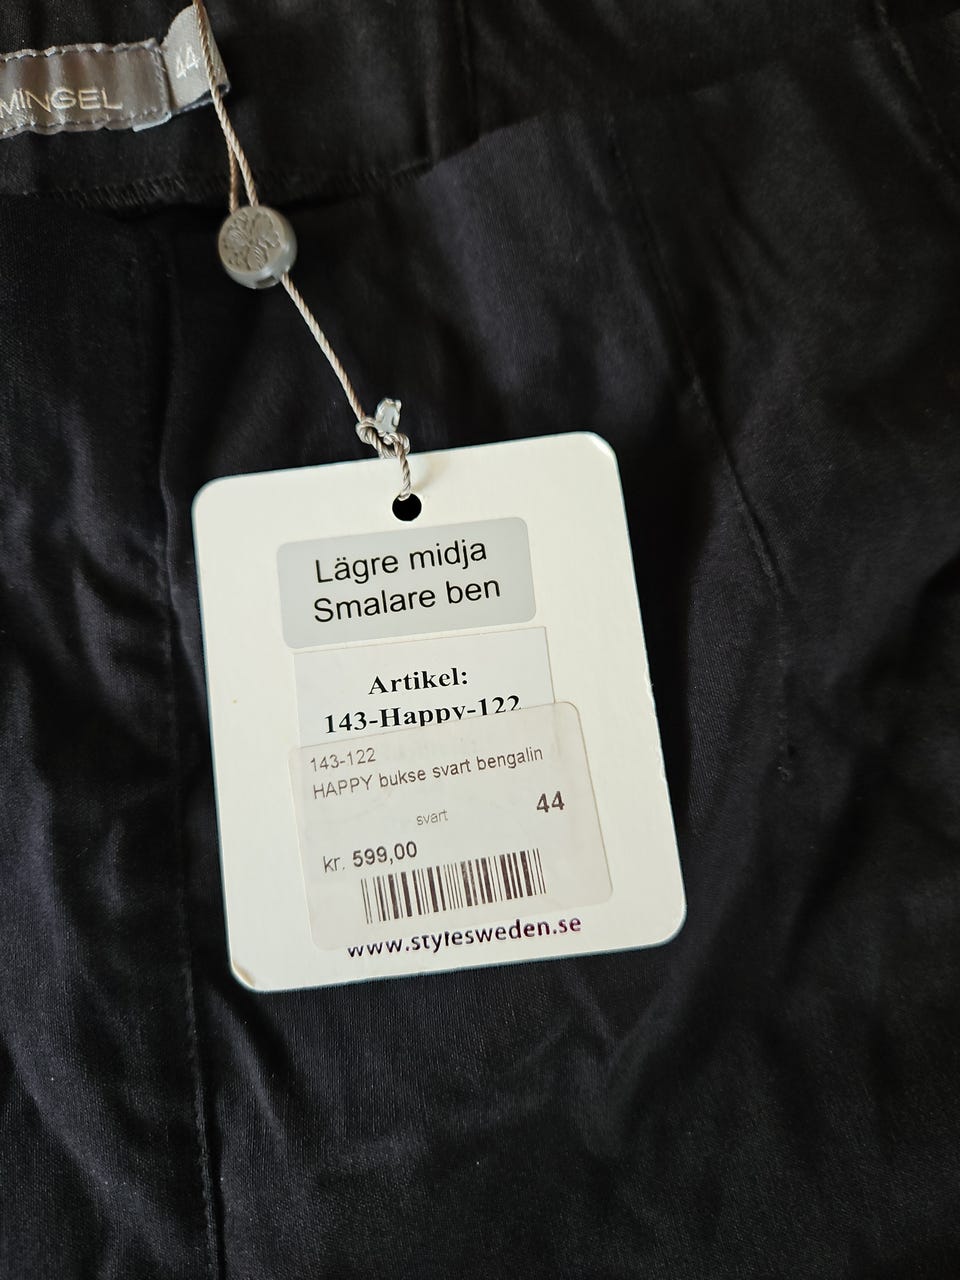 MINGEL
44
Lägre midja
Smalare ben
Artikel:
143-Happy-122
143-122
HAPPY bukse svart bengalin
svart
44
kr. 599,00
www.stylesweden.se